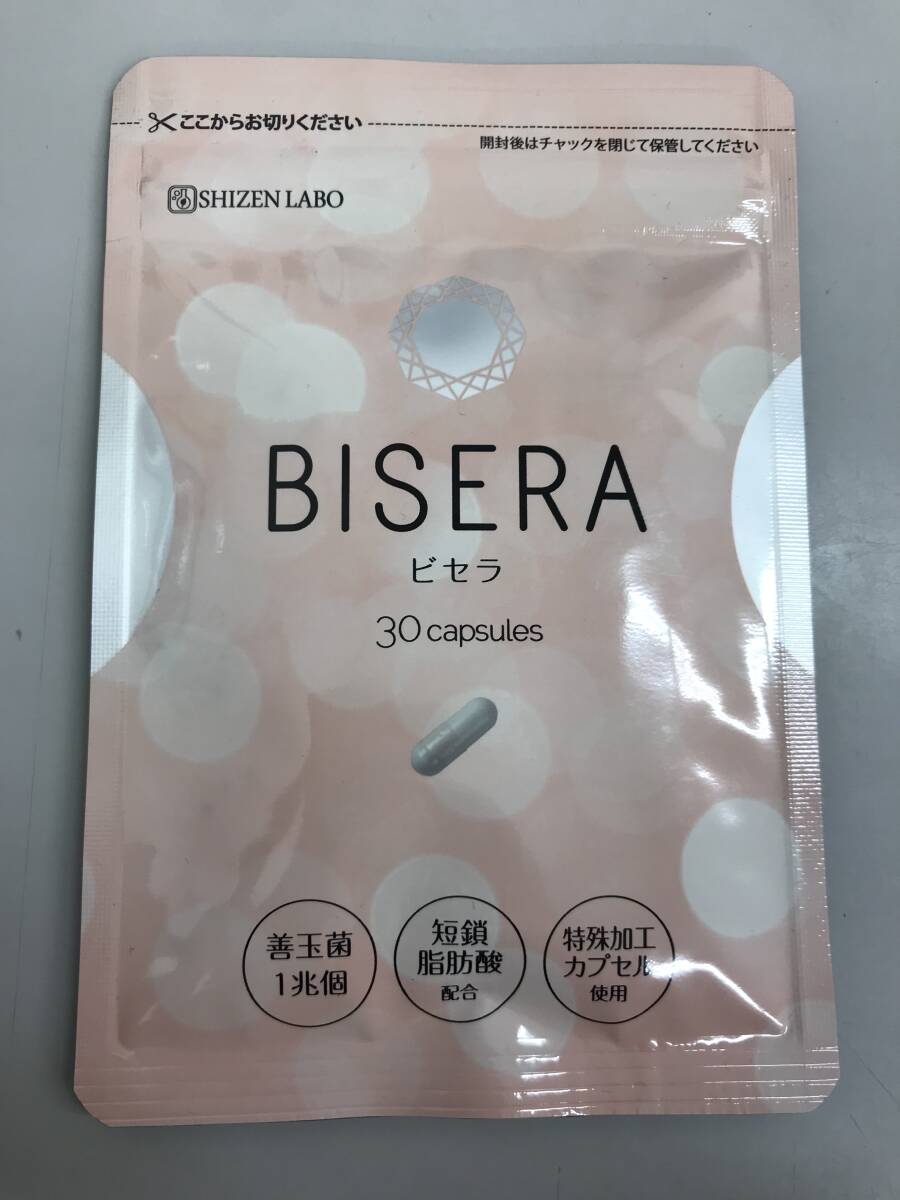 ここからお切りください
開封後はチャックを閉じて保管してください
SHIZEN LABO
BISERA
ビセラ
30 capsules
善玉菌
1兆個
短鎖
脂肪酸
配合
特殊加工
カプセル
使用